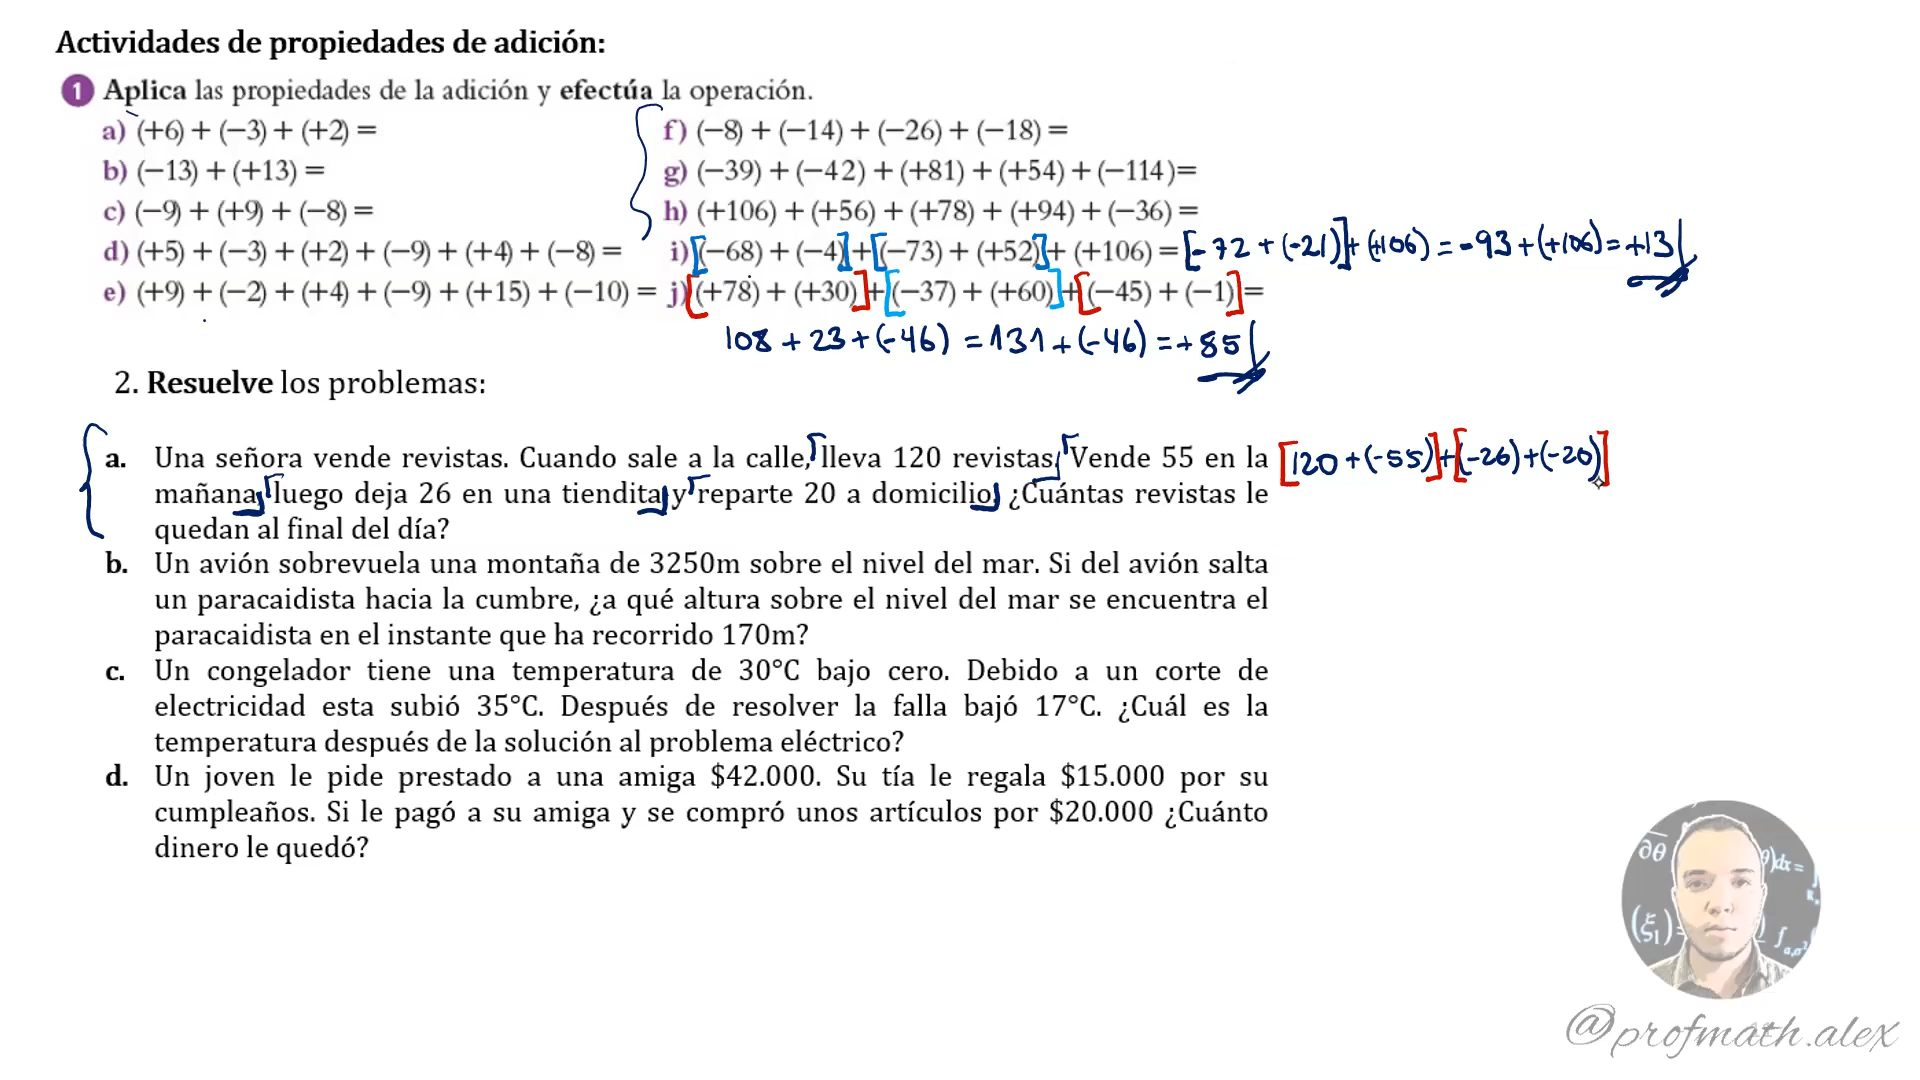 Actividades de propiedades de adición:
1 Aplica las propiedades de la adición y efectúa la operación.
a) (+6) + (−3) + (+2) =
b) (−13) + (+13) =
c) (−9) + (+9) + (−8) =
d) (+5) + (−3) + (+2) + (−9) + (+4) + (−8) =
e) (+9) + (−2) + (+4) + (−9) + (+15) + (−10) =
f) (−8) + (−14) + (−26) + (−18) =
g) (−39) + (−42) + (+81) + (+54) + (−114)=
h) (+106) + (+56) + (+78) + (+94) + (−36) =
i) [(−68) + (−4)] + [(−73) + (+52)] + (+106) = [-72 + (-21)] + (+106) = -93 + (+106) = +13
j) [(+78) + (+30)] + [(−37) + (+60)] + [(−45) + (−1)] =
108 + 23 + (-46) = 131 + (-46) = +85
2. Resuelve los problemas:
a. Una señora vende revistas. Cuando sale a la calle, lleva 120 revistas. Vende 55 en la [120 + (-55)] + [(-26) + (-20)]
mañana, luego deja 26 en una tiendita y reparte 20 a domicilio. ¿Cuántas revistas le
quedan al final del día?
b. Un avión sobrevuela una montaña de 3250m sobre el nivel del mar. Si del avión salta
un paracaidista hacia la cumbre, ¿a qué altura sobre el nivel del mar se encuentra el
paracaidista en el instante que ha recorrido 170m?
c. Un congelador tiene una temperatura de 30°C bajo cero. Debido a un corte de
electricidad esta subió 35°C. Después de resolver la falla bajó 17°C. ¿Cuál es la
temperatura después de la solución al problema eléctrico?
d. Un joven le pide prestado a una amiga $42.000. Su tía le regala $15.000 por su
cumpleaños. Si le pagó a su amiga y se compró unos artículos por $20.000 ¿Cuánto
dinero le quedó?
@profmath.alex